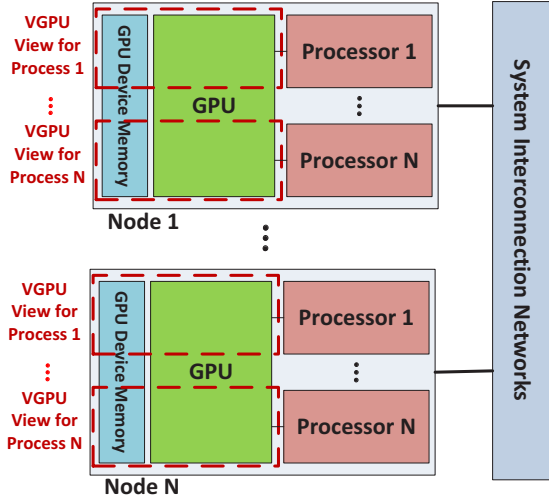 VGPU
View for
Process 1
VGPU
View for
Process N
GPU Device Memory
GPU
Processor 1
Processor N
Node 1
System Interconnection Networks
VGPU
View for
Process 1
VGPU
View for
Process N
GPU Device Memory
GPU
Processor 1
Processor N
Node N